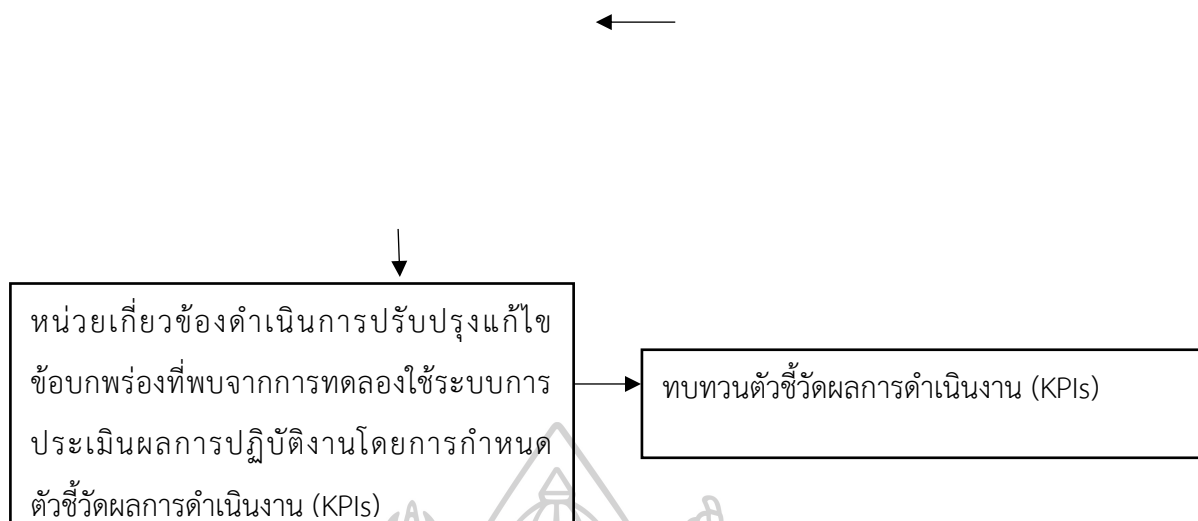 หน่วยเกี่ยวข้องดำเนินการปรับปรุงแก้ไข
ข้อบกพร่องที่พบจากการทดลองใช้ระบบการ
ประเมินผลการปฏิบัติงานโดยการกำหนด
ตัวชี้วัดผลการดำเนินงาน (KPIs)
ทบทวนตัวชี้วัดผลการดำเนินงาน (KPIs)